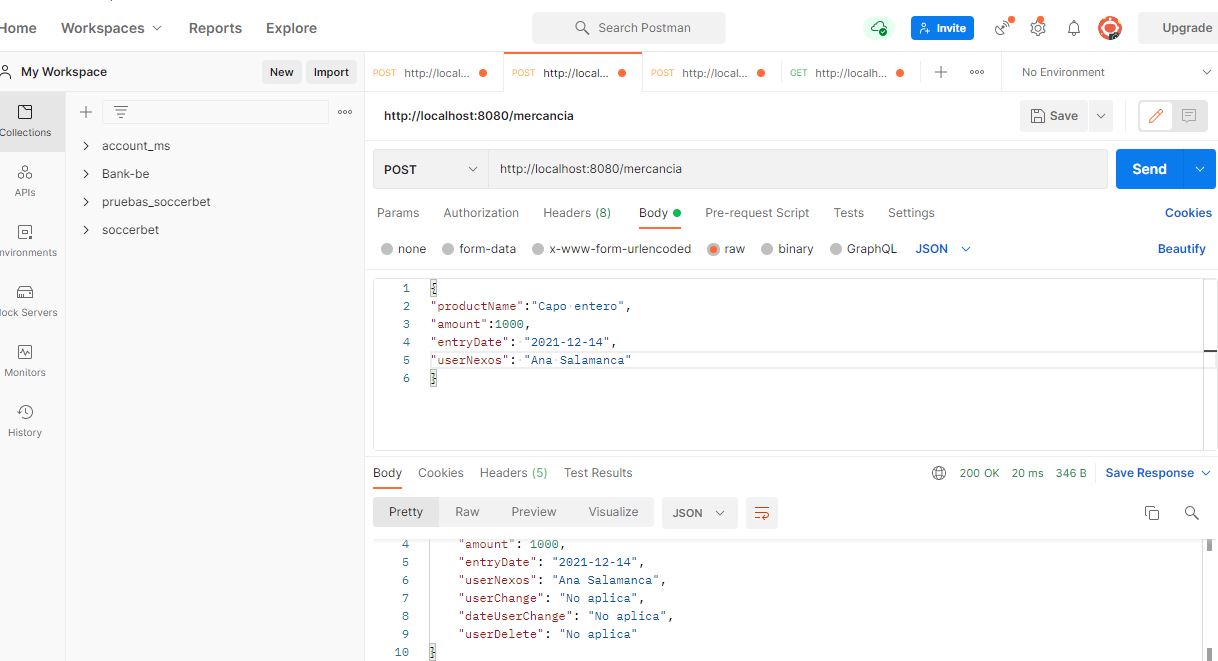 Home Workspaces Reports Explore Search Postman Invite Upgrade
My Workspace New Import POST http://local... POST http://local... POST http://local... GET http://localh... No Environment
Collections
APIs
nvironments
ock Servers
Monitors
History
account_ms
Bank-be
pruebas_soccerbet
soccerbet
http://localhost:8080/mercancia Save
POST http://localhost:8080/mercancia Send
Params Authorization Headers (8) Body Pre-request Script Tests Settings Cookies
none form-data x-www-form-urlencoded raw binary GraphQL JSON Beautify
1 {
2 "productName":"Capo entero",
3 "amount":1000,
4 "entryDate": "2021-12-14",
5 "userNexos": "Ana Salamanca"
6 }
Body Cookies Headers (5) Test Results 200 OK 20 ms 346 B Save Response
Pretty Raw Preview Visualize JSON
4 "amount": 1000,
5 "entryDate": "2021-12-14",
6 "userNexos": "Ana Salamanca",
7 "userChange": "No aplica",
8 "dateUserChange": "No aplica",
9 "userDelete": "No aplica"
10 }